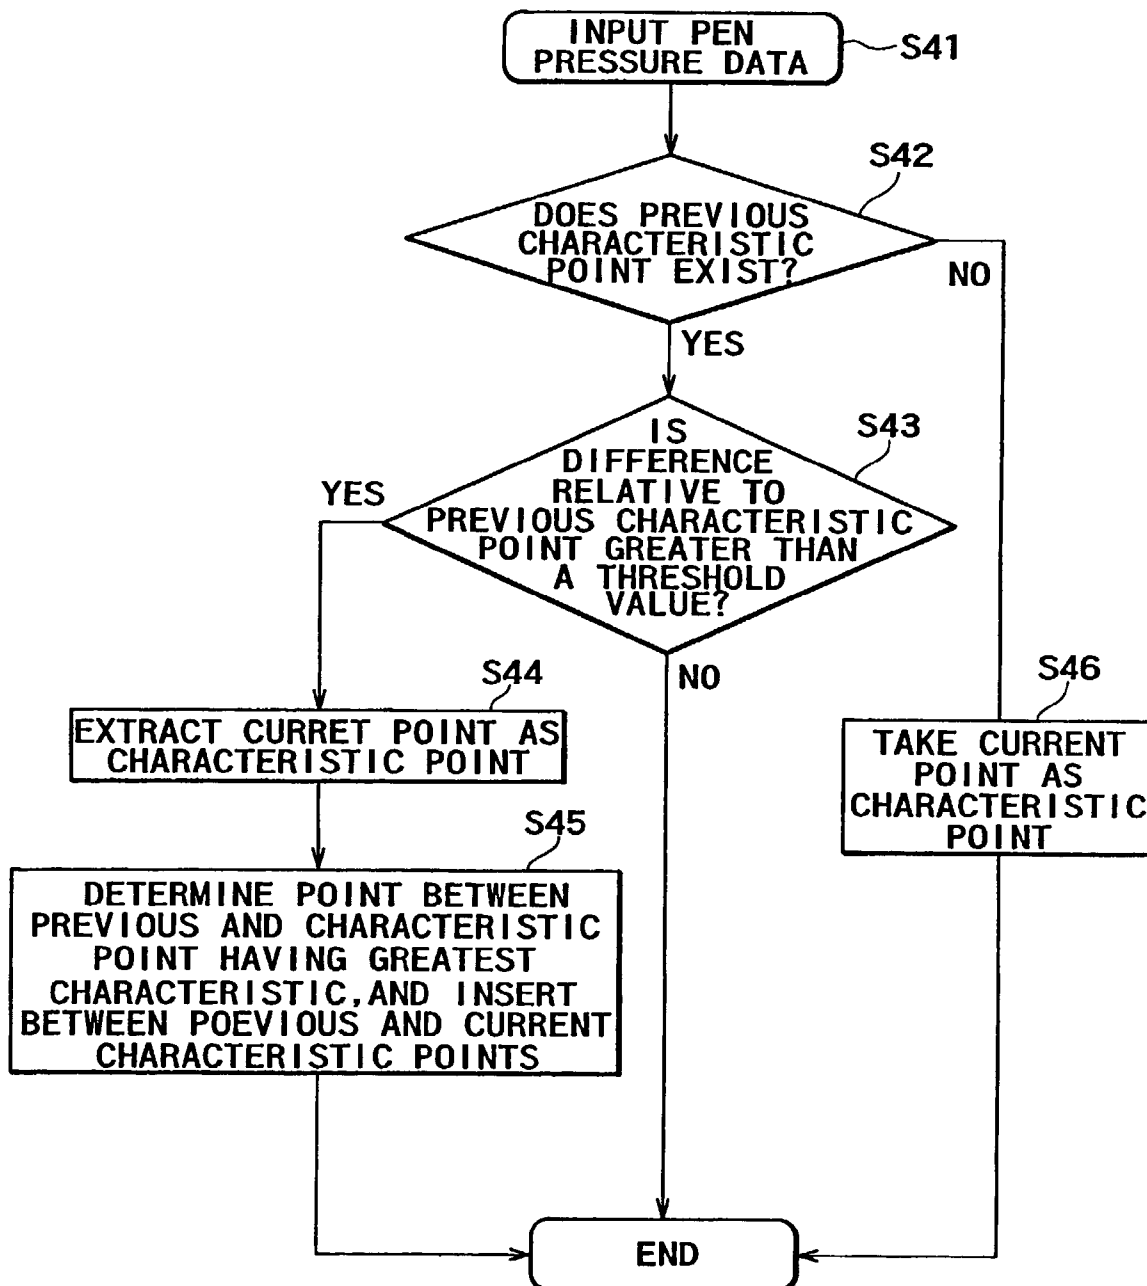 INPUT PEN
PRESSURE DATA
S41
S42
DOES PREVIOUS
CHARACTERISTIC
POINT EXIST?
NO
YES
S43
IS
DIFFERENCE
RELATIVE TO
PREVIOUS CHARACTERISTIC
POINT GREATER THAN
A THRESHOLD
VALUE?
YES
NO
S44
EXTRACT CURRET POINT AS
CHARACTERISTIC POINT
S46
TAKE CURRENT
POINT AS
CHARACTERISTIC
POINT
S45
DETERMINE POINT BETWEEN
PREVIOUS AND CHARACTERISTIC
POINT HAVING GREATEST
CHARACTERISTIC, AND INSERT
BETWEEN POEVIOUS AND CURRENT
CHARACTERISTIC POINTS
END